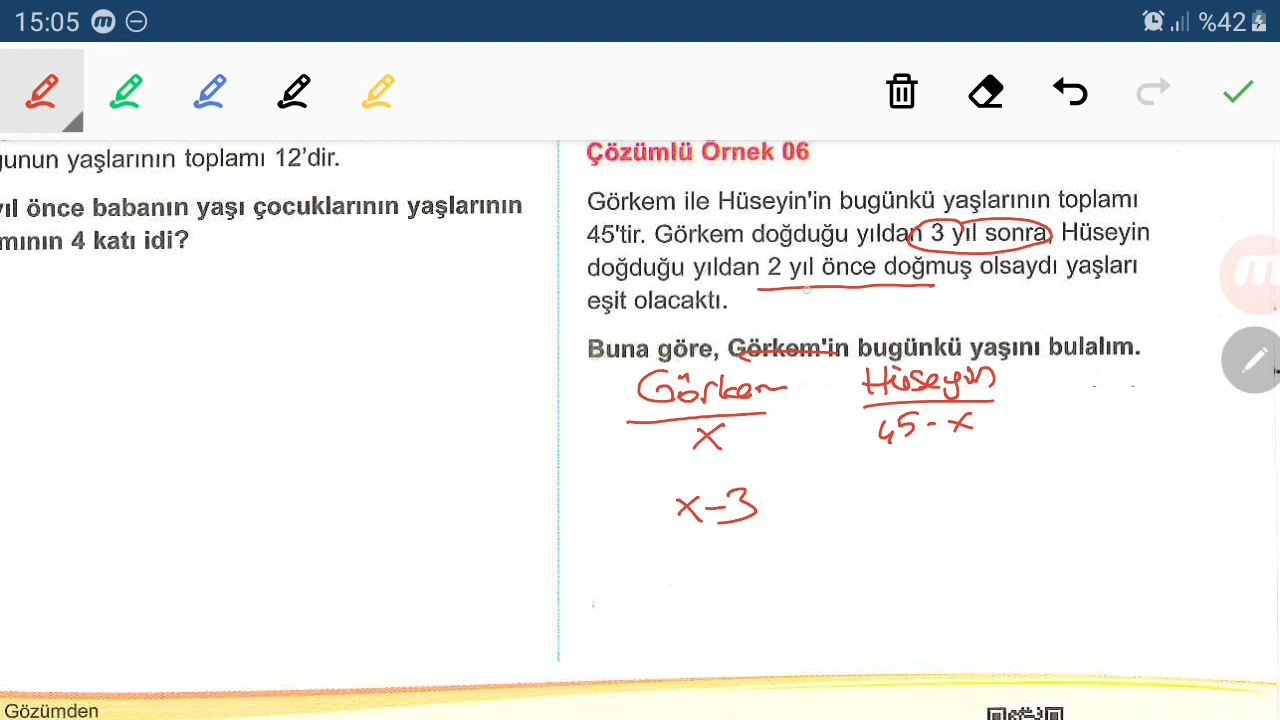 15:05
%42
gunun yaşlarının toplamı 12'dir.
yıl önce babanın yaşı çocuklarının yaşlarının
mının 4 katı idi?
Çözümlü Örnek 06
Görkem ile Hüseyin'in bugünkü yaşlarının toplamı
45'tir. Görkem doğduğu yıldan 3 yıl sonra, Hüseyin
doğduğu yıldan 2 yıl önce doğmuş olsaydı yaşları
eşit olacaktı.
Buna göre, Görkem'in bugünkü yaşını bulalım.
Görkem Hüseyin
x 45-x
x-3
Gözümden